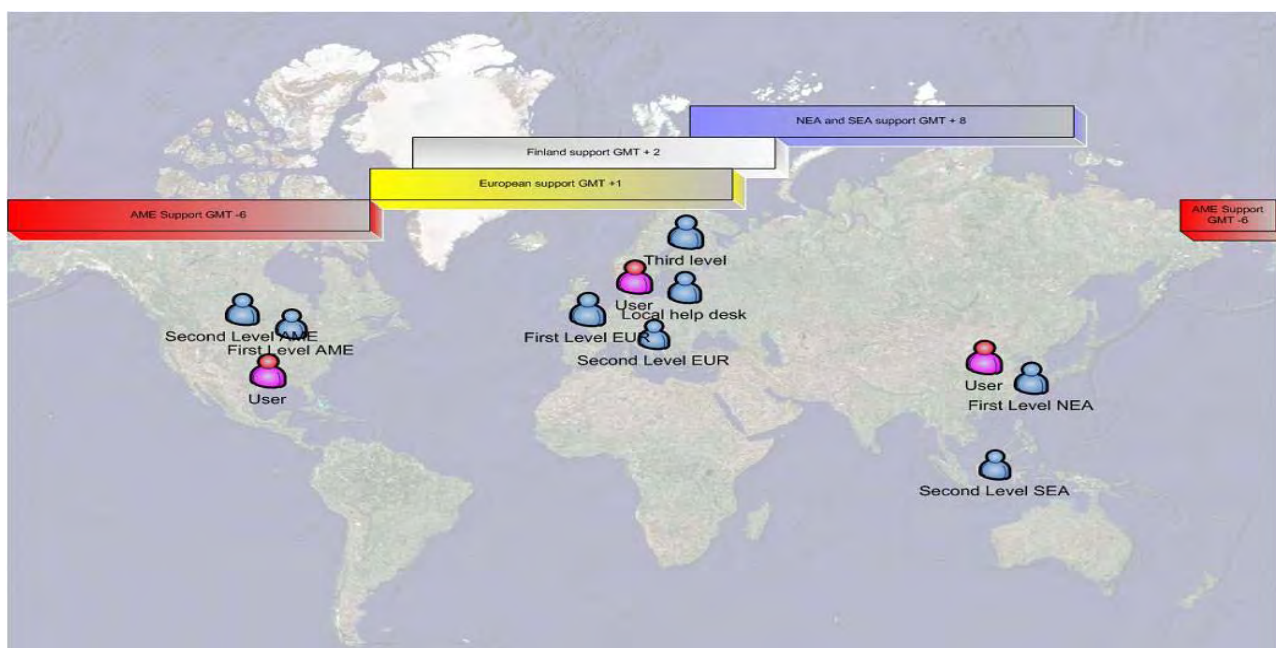 NEA and SEA support GMT + 8
Finland support GMT + 2
European support GMT +1
AME Support GMT -6
AME Support
GMT -6
Third level
User
Local help desk
Second Level AME
First Level EUR
First Level AME
Second Level EUR
User
User
First Level NEA
Second Level SEA